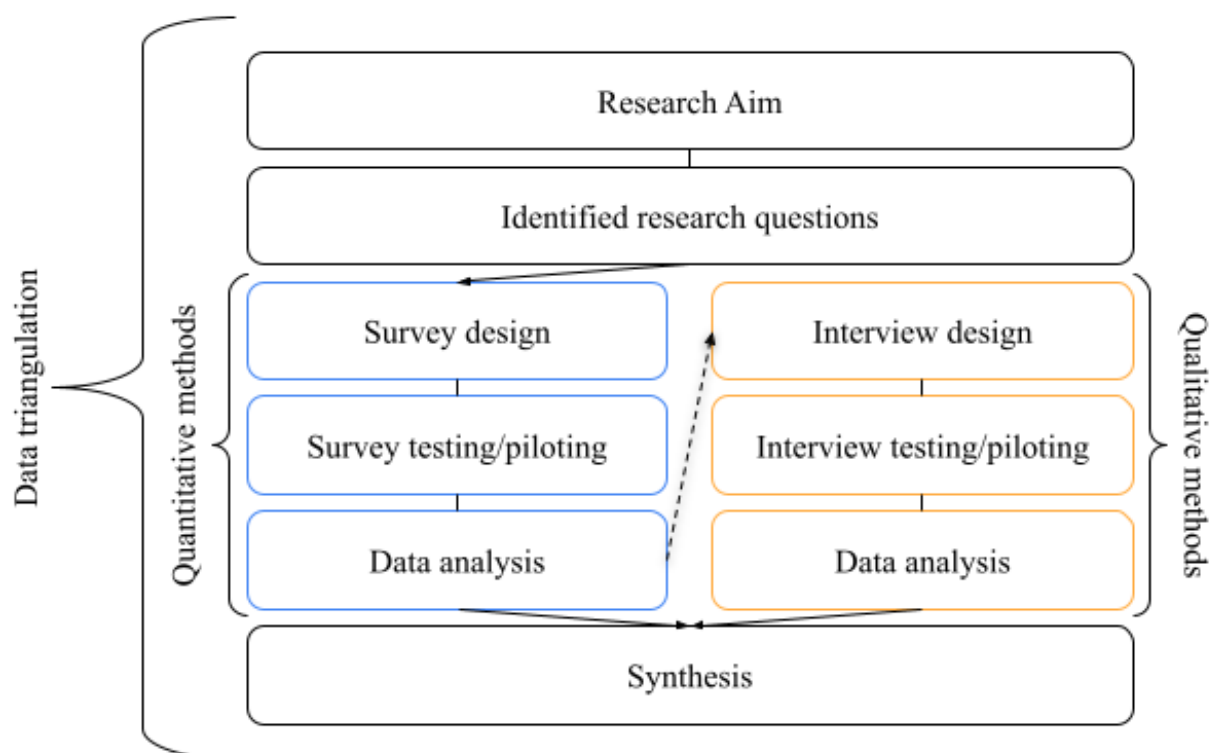 Data triangulation
Research Aim
Identified research questions
Quantitative methods
Survey design
Survey testing/piloting
Data analysis
Interview design
Interview testing/piloting
Data analysis
Qualitative methods
Synthesis